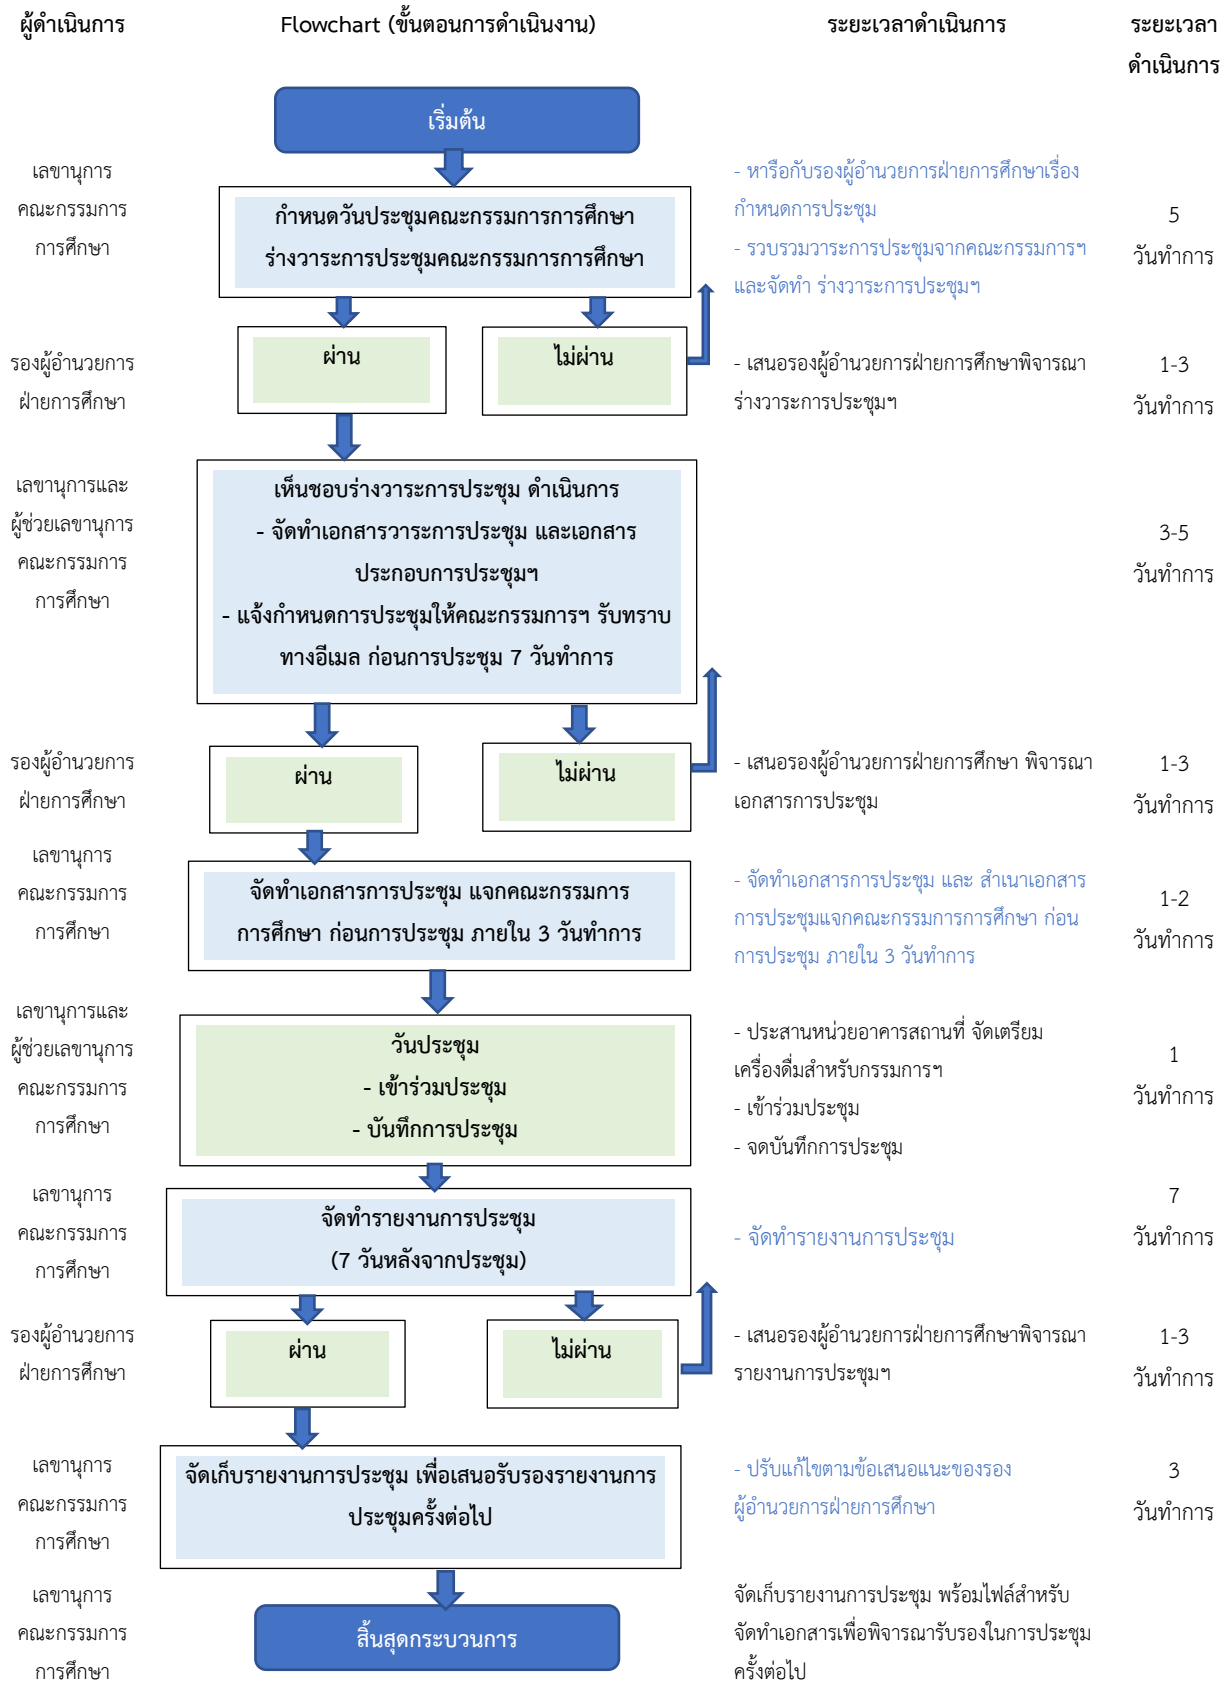 ผู้ดำเนินการ
Flowchart (ขั้นตอนการดำเนินงาน)
ระยะเวลาดำเนินการ
ระยะเวลา
ดำเนินการ
เริ่มต้น
เลขานุการ
คณะกรรมการ
การศึกษา
กำหนดวันประชุมคณะกรรมการการศึกษา
ร่างวาระการประชุมคณะกรรมการการศึกษา
- หารือกับรองผู้อำนวยการฝ่ายการศึกษาเรื่อง
กำหนดการประชุม
- รวบรวมวาระการประชุมจากคณะกรรมการฯ
และจัดทำ ร่างวาระการประชุมฯ
5
วันทำการ
รองผู้อำนวยการ
ฝ่ายการศึกษา
ผ่าน
ไม่ผ่าน
- เสนอรองผู้อำนวยการฝ่ายการศึกษาพิจารณา
ร่างวาระการประชุมฯ
1-3
วันทำการ
เลขานุการและ
ผู้ช่วยเลขานุการ
คณะกรรมการ
การศึกษา
เห็นชอบร่างวาระการประชุม ดำเนินการ
- จัดทำเอกสารวาระการประชุม และเอกสาร
ประกอบการประชุมฯ
- แจ้งกำหนดการประชุมให้คณะกรรมการฯ รับทราบ
ทางอีเมล ก่อนการประชุม 7 วันทำการ
3-5
วันทำการ
รองผู้อำนวยการ
ฝ่ายการศึกษา
ผ่าน
ไม่ผ่าน
- เสนอรองผู้อำนวยการฝ่ายการศึกษา พิจารณา
เอกสารการประชุม
1-3
วันทำการ
เลขานุการ
คณะกรรมการ
การศึกษา
จัดทำเอกสารการประชุม แจกคณะกรรมการ
การศึกษา ก่อนการประชุม ภายใน 3 วันทำการ
- จัดทำเอกสารการประชุม และ สำเนาเอกสาร
การประชุมแจกคณะกรรมการการศึกษา ก่อน
การประชุม ภายใน 3 วันทำการ
1-2
วันทำการ
เลขานุการและ
ผู้ช่วยเลขานุการ
คณะกรรมการ
การศึกษา
วันประชุม
- เข้าร่วมประชุม
- บันทึกการประชุม
- ประสานหน่วยอาคารสถานที่ จัดเตรียม
เครื่องดื่มสำหรับกรรมการฯ
- เข้าร่วมประชุม
- จดบันทึกการประชุม
1
วันทำการ
เลขานุการ
คณะกรรมการ
การศึกษา
จัดทำรายงานการประชุม
(7 วันหลังจากประชุม)
- จัดทำรายงานการประชุม
7
วันทำการ
รองผู้อำนวยการ
ฝ่ายการศึกษา
ผ่าน
ไม่ผ่าน
- เสนอรองผู้อำนวยการฝ่ายการศึกษาพิจารณา
รายงานการประชุมฯ
1-3
วันทำการ
เลขานุการ
คณะกรรมการ
การศึกษา
จัดเก็บรายงานการประชุม เพื่อเสนอรับรองรายงานการ
ประชุมครั้งต่อไป
- ปรับแก้ไขตามข้อเสนอแนะของรอง
ผู้อำนวยการฝ่ายการศึกษา
3
วันทำการ
เลขานุการ
คณะกรรมการ
การศึกษา
สิ้นสุดกระบวนการ
จัดเก็บรายงานการประชุม พร้อมไฟล์สำหรับ
จัดทำเอกสารเพื่อพิจารณารับรองในการประชุม
ครั้งต่อไป